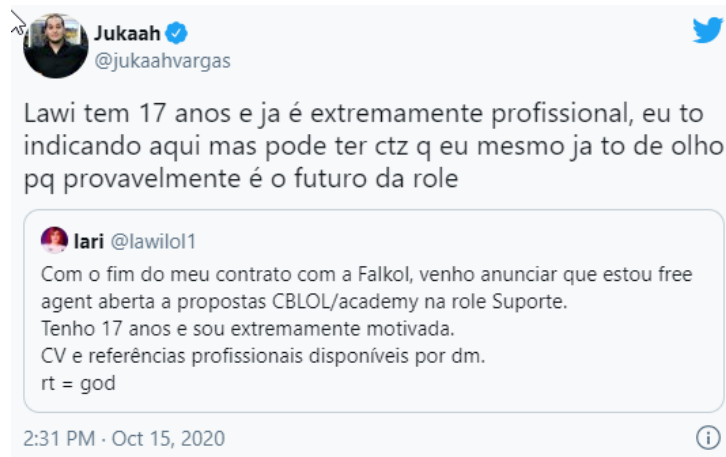 Jukaah
@jukaahvargas
Lawi tem 17 anos e ja é extremamente profissional, eu to
indicando aqui mas pode ter ctz q eu mesmo ja to de olho
pq provavelmente é o futuro da role
lari @lawilol1
Com o fim do meu contrato com a Falkol, venho anunciar que estou free
agent aberta a propostas CBLOL/academy na role Suporte.
Tenho 17 anos e sou extremamente motivada.
CV e referências profissionais disponíveis por dm.
rt = god
2:31 PM · Oct 15, 2020